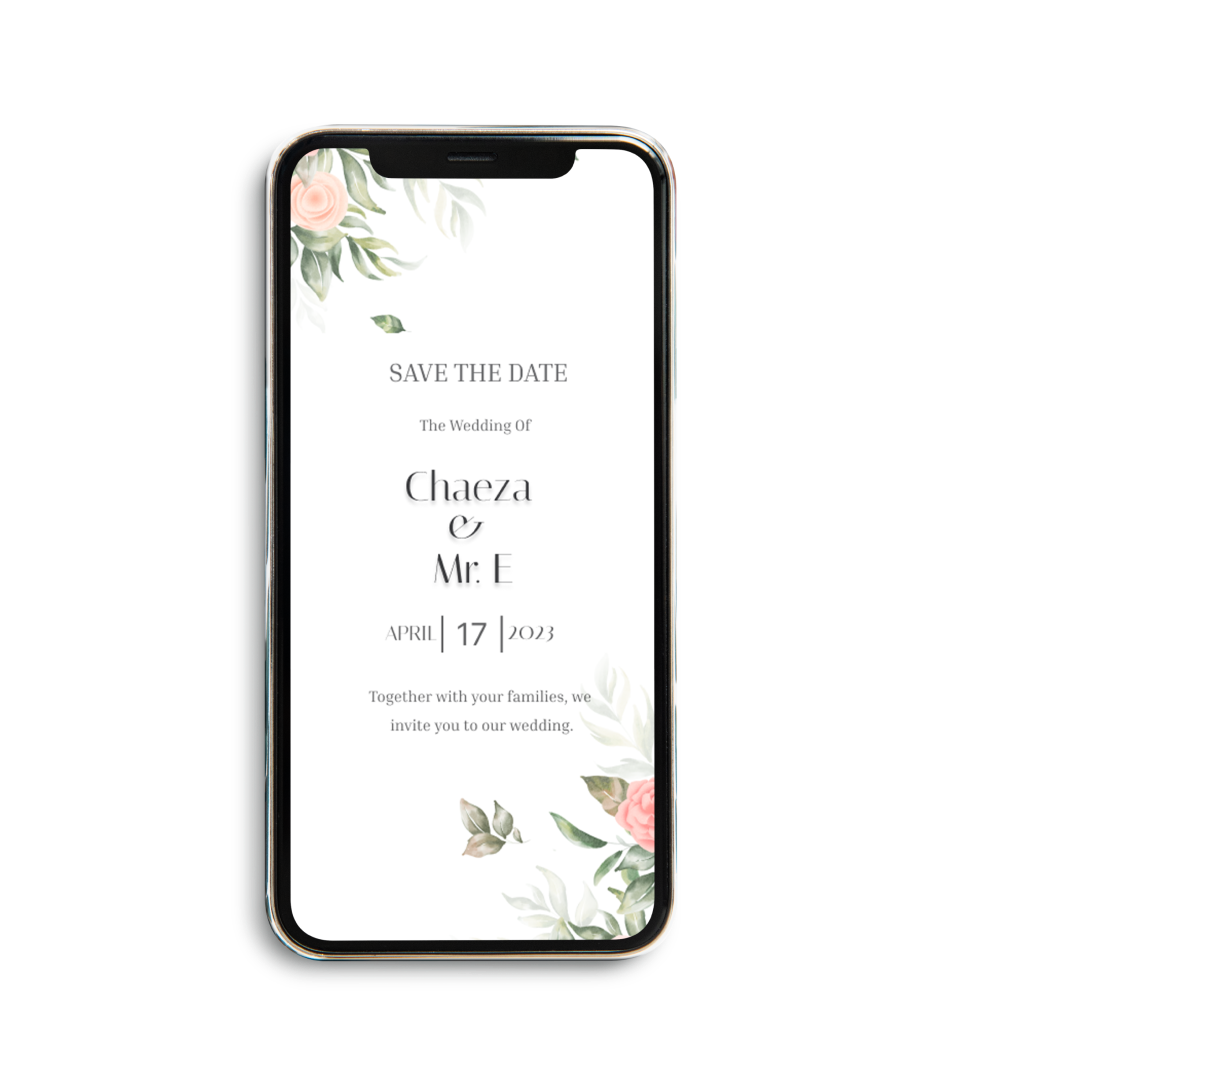 SAVE THE DATE
The Wedding Of
Chaeza
&
Mr. E
APRIL| 17 |2023
Together with your families, we
invite you to our wedding.